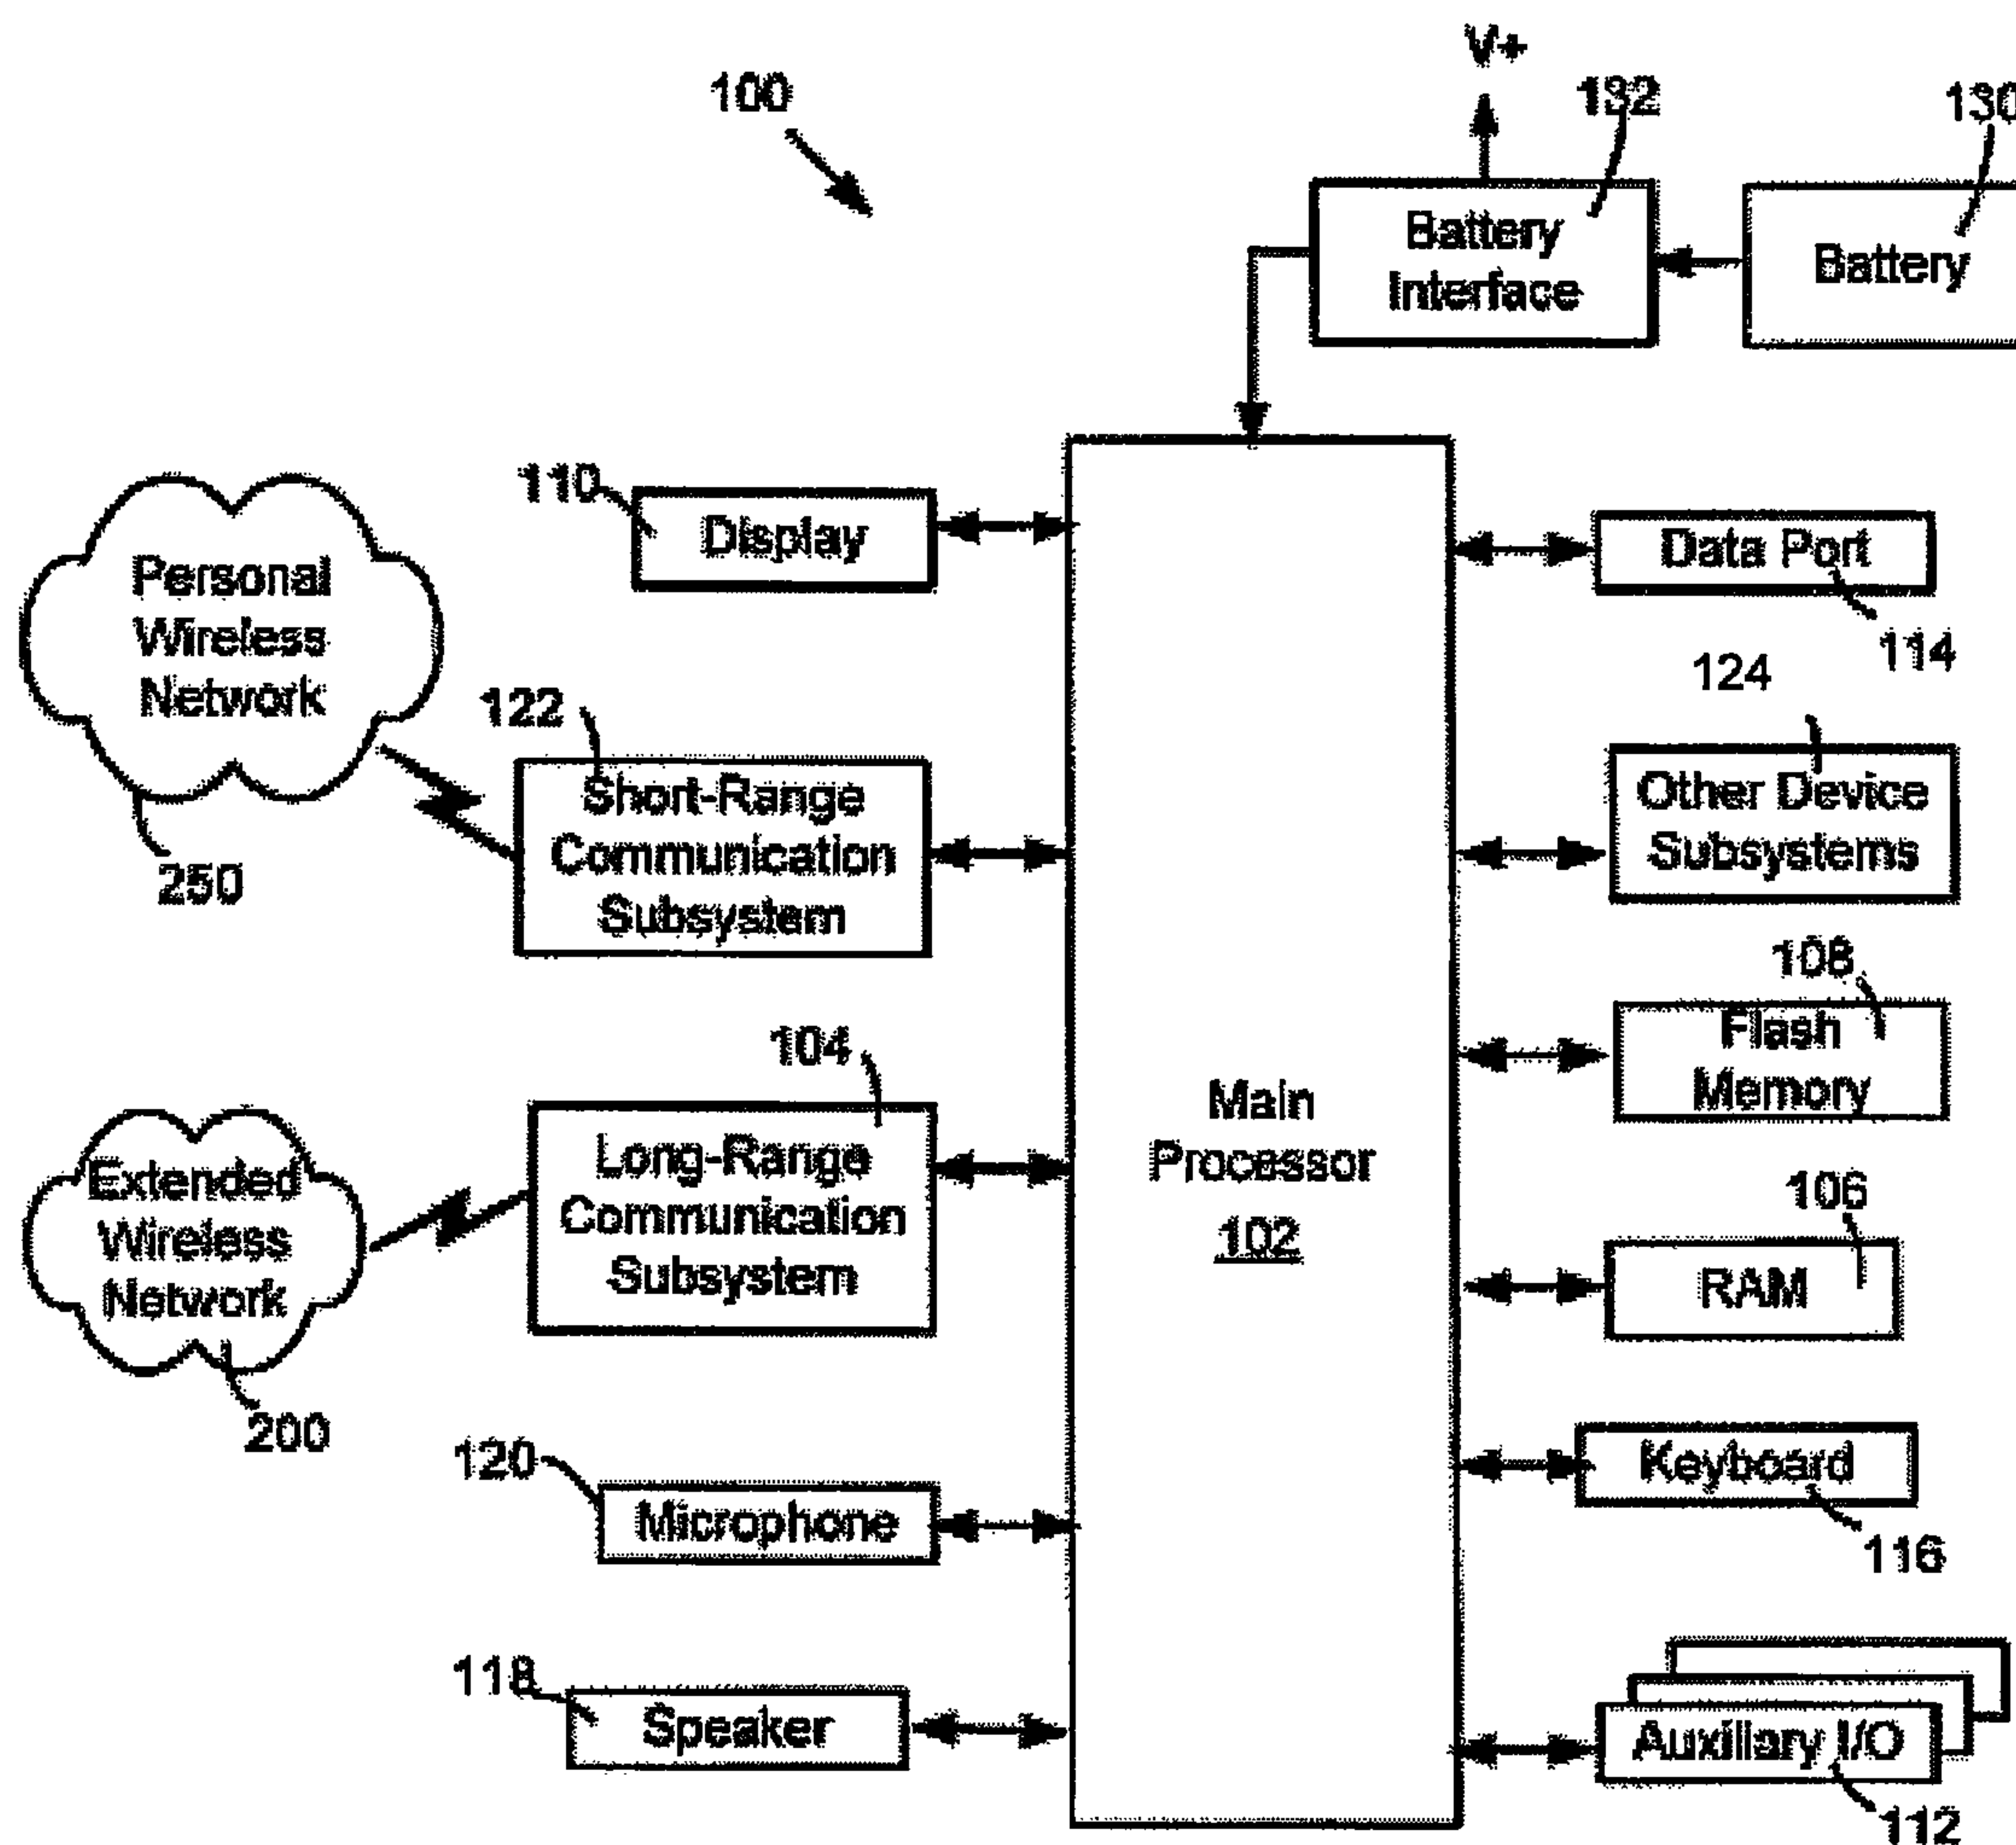 V+
100
132
130
Battery
Interface
Battery
110
Display
Data Port
114
Personal
Wireless
Network
250
122
Short-Range
Communication
Subsystem
124
Other Device
Subsystems
108
Flash
Memory
104
Long-Range
Communication
Subsystem
Extended
Wireless
Network
200
Main
Processor
102
106
RAM
120
Microphone
Keyboard
116
118
Speaker
Auxiliary I/O
112